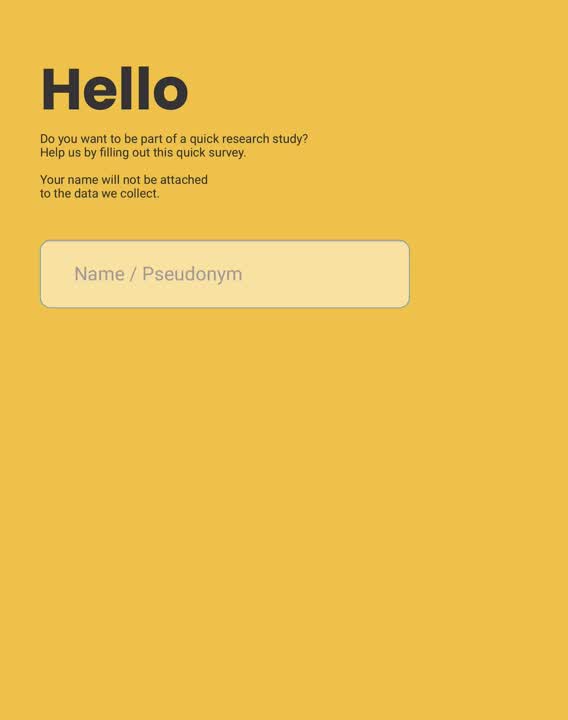 Hello
Do you want to be part of a quick research study?
Help us by filling out this quick survey.
Your name will not be attached
to the data we collect.
Name / Pseudonym